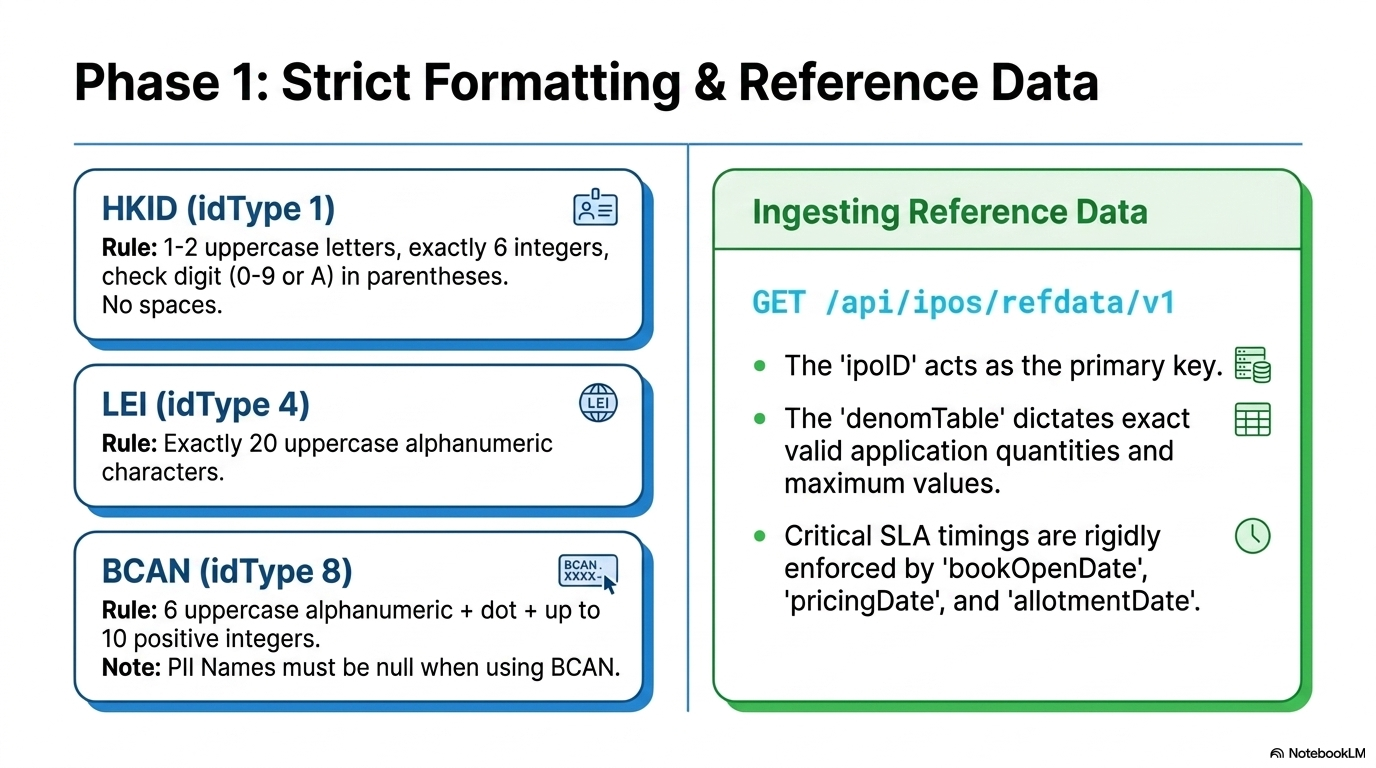 Phase 1: Strict Formatting & Reference Data
HKID (idType 1)
Rule: 1-2 uppercase letters, exactly 6 integers,
check digit (0-9 or A) in parentheses.
No spaces.
LEI (idType 4)
LEI
Rule: Exactly 20 uppercase alphanumeric
characters.
BCAN (idType 8)
BCAN.
XXXX-
Rule: 6 uppercase alphanumeric + dot + up to
10 positive integers.
Note: PII Names must be null when using BCAN.
Ingesting Reference Data
GET /api/ipos/refdata/v1
• The 'ipoID' acts as the primary key.
• The 'denomTable' dictates exact
valid application quantities and
maximum values.
• Critical SLA timings are rigidly
enforced by 'bookOpenDate',
'pricingDate', and 'allotmentDate'.
NotebookLM